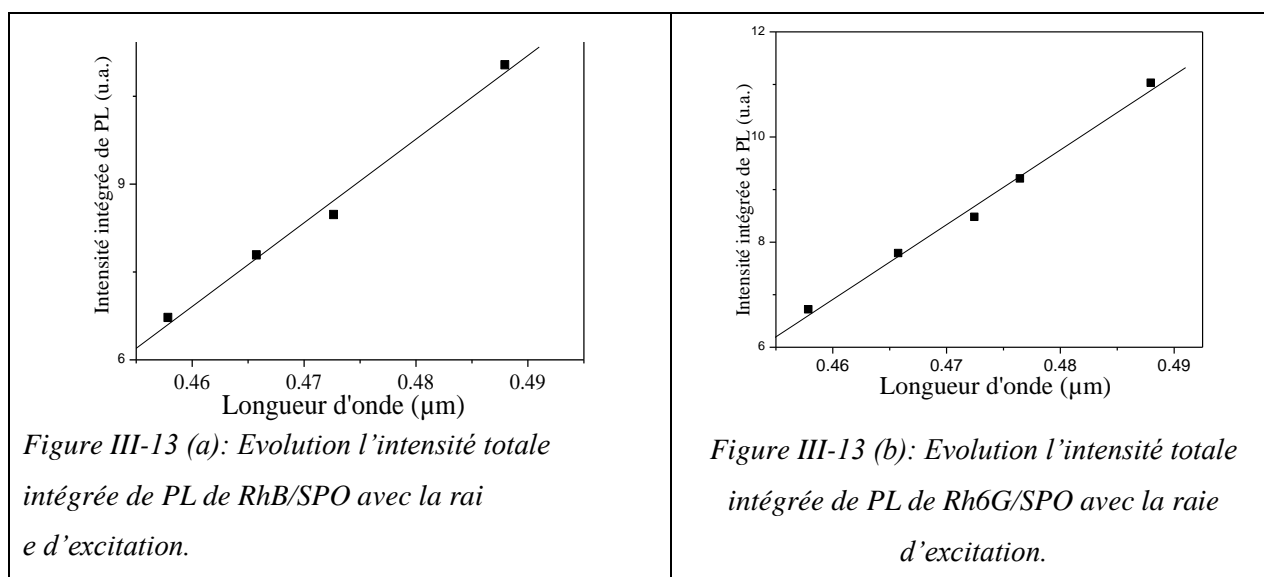 Intensité intégrée de PL (u.a.)
9
6
0.46 0.47 0.48 0.49
Longueur d'onde (µm)
Figure III-13 (a): Evolution l’intensité totale
intégrée de PL de RhB/SPO avec la rai
e d’excitation.
Intensité intégrée de PL (u.a.)
12
10
8
6
0.46 0.47 0.48 0.49
Longueur d'onde (µm)
Figure III-13 (b): Evolution l’intensité totale
intégrée de PL de Rh6G/SPO avec la raie
d’excitation.